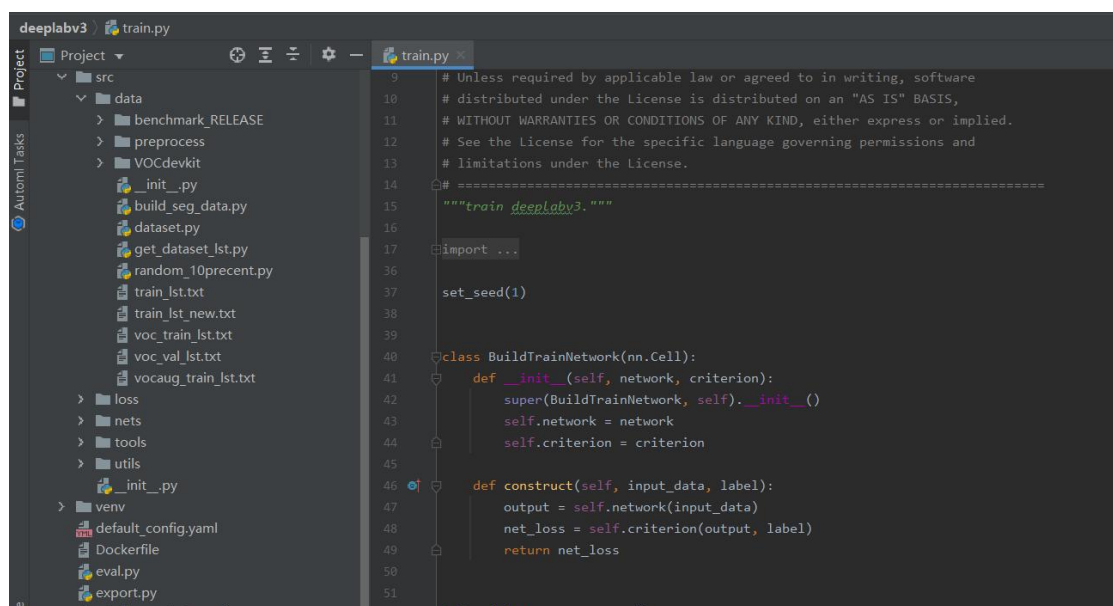 deeplabv3 〉 train.py
Project
Automl Tasks
Project
src
data
benchmark_RELEASE
preprocess
VOCdevkit
__init__.py
build_seg_data.py
dataset.py
get_dataset_lst.py
random_10precent.py
train_lst.txt
train_lst_new.txt
voc_train_lst.txt
voc_val_lst.txt
vocaug_train_lst.txt
loss
nets
tools
utils
__init__.py
venv
default_config.yaml
Dockerfile
eval.py
export.py
train.py
9 # Unless required by applicable law or agreed to in writing, software
10 # distributed under the License is distributed on an "AS IS" BASIS,
11 # WITHOUT WARRANTIES OR CONDITIONS OF ANY KIND, either express or implied.
12 # See the License for the specific language governing permissions and
13 # limitations under the License.
14 # ============================================================================
15 """train deeplabv3."""
16
17 import ...
36
37 set_seed(1)
38
39
40 class BuildTrainNetwork(nn.Cell):
41 def __init__(self, network, criterion):
42 super(BuildTrainNetwork, self).__init__()
43 self.network = network
44 self.criterion = criterion
45
46 def construct(self, input_data, label):
47 output = self.network(input_data)
48 net_loss = self.criterion(output, label)
49 return net_loss
50
51